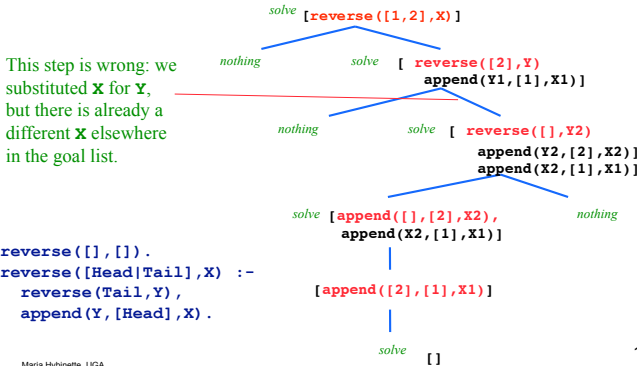 solve [reverse([1,2],X)]
This step is wrong: we
substituted X for Y,
but there is already a
different X elsewhere
in the goal list.
nothing
solve [ reverse([2],Y)
append(Y1,[1],X1)]
nothing
solve [ reverse([],Y2)
append(Y2,[2],X2)]
append(X2,[1],X1)]
solve [append([],[2],X2),
append(X2,[1],X1)]
nothing
reverse([],[]).
reverse([Head|Tail],X) :-
reverse(Tail,Y),
append(Y,[Head],X).
[append([2],[1],X1)]
solve []
Maria Hybinette, UGA